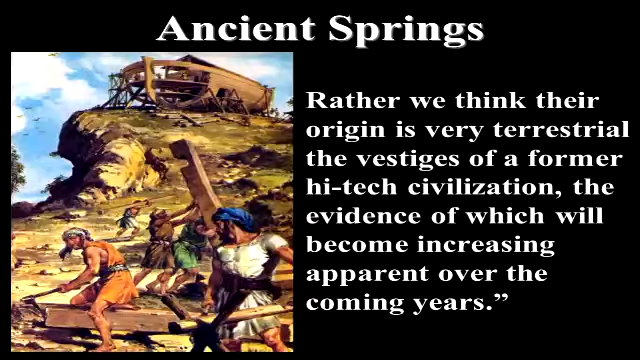 Ancient Springs
Rather we think their
origin is very terrestrial
the vestiges of a former
hi-tech civilization, the
evidence of which will
become increasing
apparent over the
coming years.”